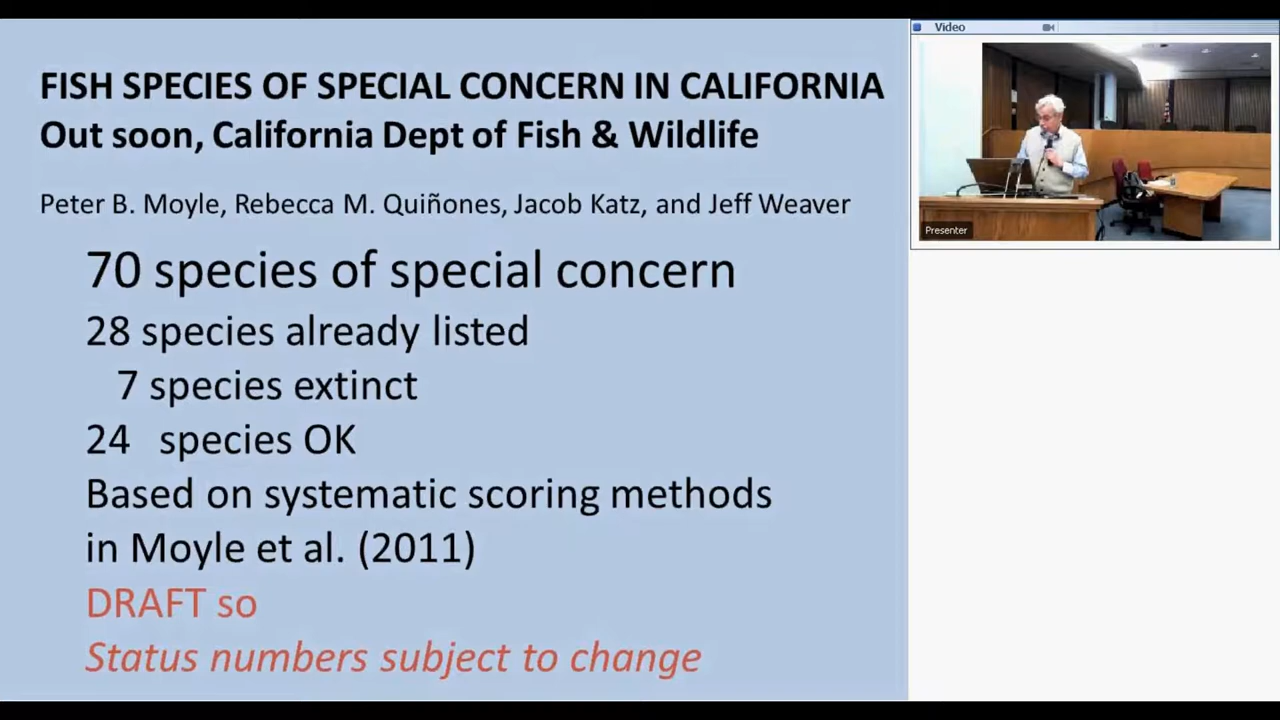 FISH SPECIES OF SPECIAL CONCERN IN CALIFORNIA
Out soon, California Dept of Fish & Wildlife
Peter B. Moyle, Rebecca M. Quiñones, Jacob Katz, and Jeff Weaver
70 species of special concern
28 species already listed
7 species extinct
24 species OK
Based on systematic scoring methods
in Moyle et al. (2011)
DRAFT so
Status numbers subject to change
Video
Presenter